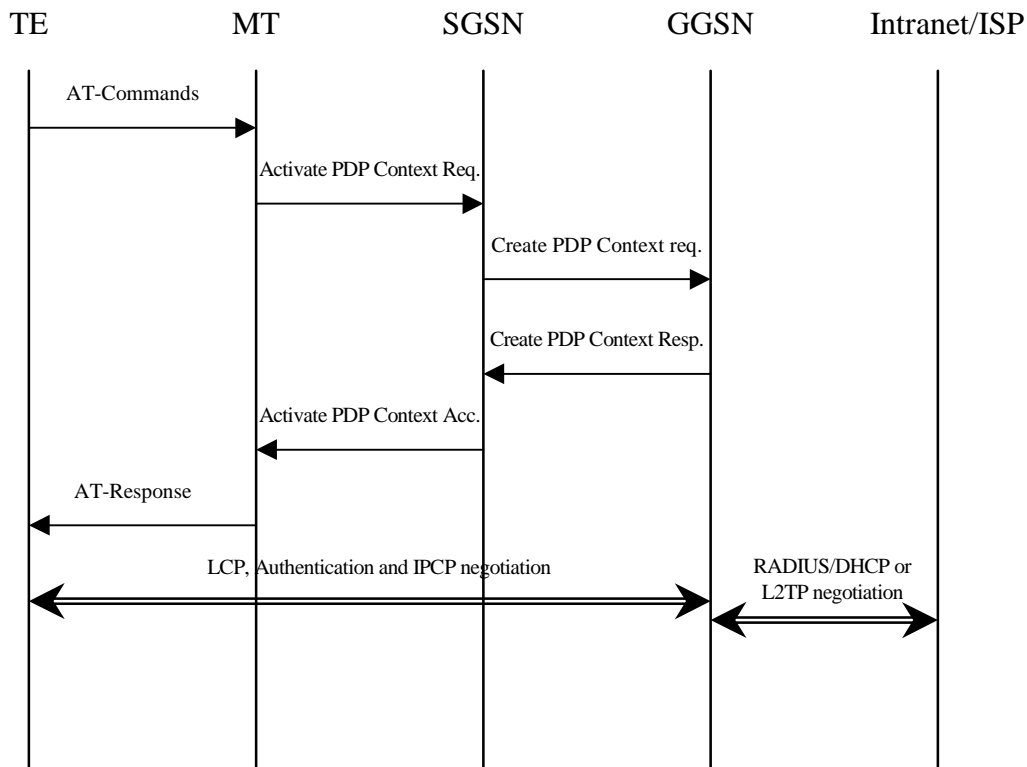 TE
MT
SGSN
GGSN
Intranet/ISP
AT-Commands
Activate PDP Context Req.
Create PDP Context req.
Create PDP Context Resp.
Activate PDP Context Acc.
AT-Response
LCP, Authentication and IPCP negotiation
RADIUS/DHCP or
L2TP negotiation